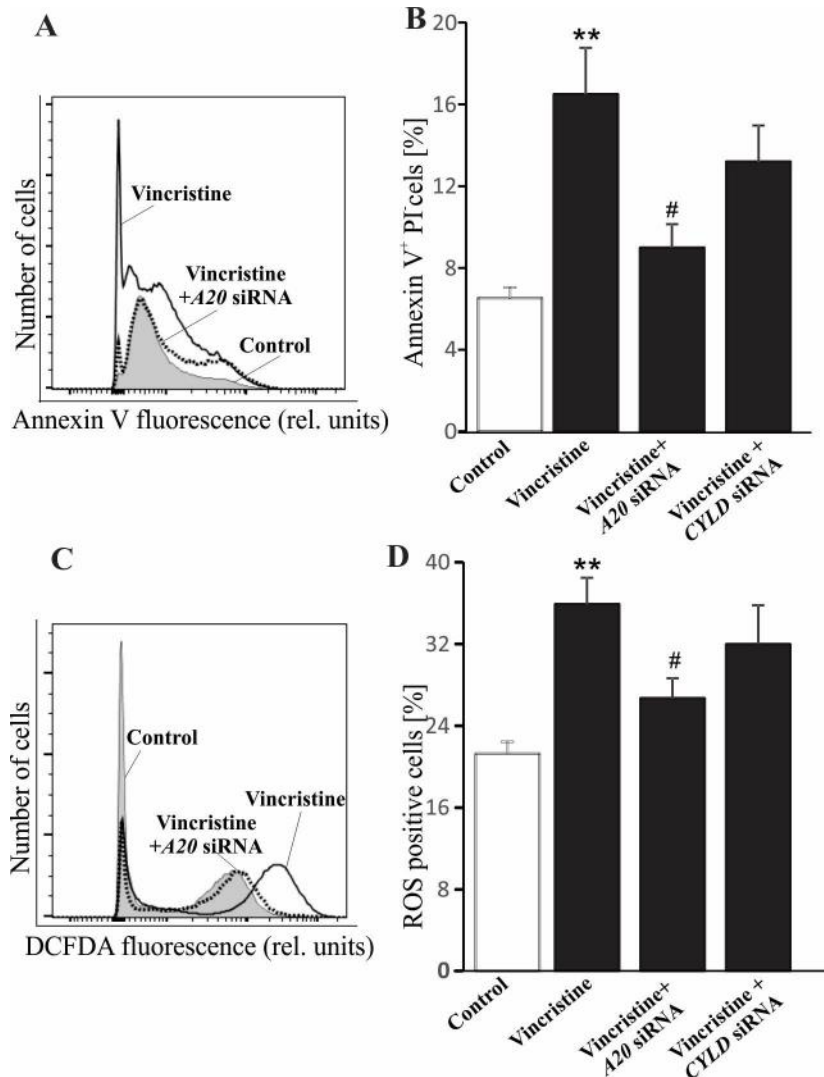 A
Number of cells
Vincristine
Vincristine
+A20 siRNA
Control
Annexin V fluorescence (rel. units)
B
Annexin V⁺ PI⁻cells [%]
20
16
12
8
4
0
**
#
Control
Vincristine
Vincristine+
A20 siRNA
Vincristine +
CYLD siRNA
C
Number of cells
Control
Vincristine
Vincristine
+A20 siRNA
DCFDA fluorescence (rel. units)
D
ROS positive cells [%]
40
32
24
16
8
0
**
#
Control
Vincristine
Vincristine+
A20 siRNA
Vincristine +
CYLD siRNA